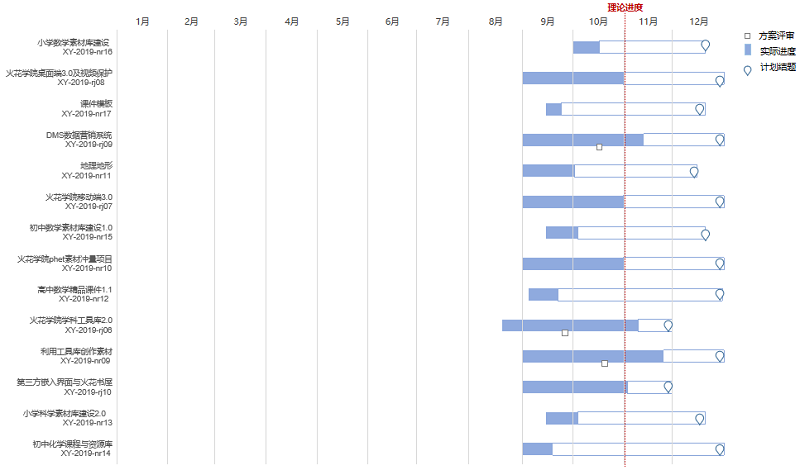 理论进度
1月 2月 3月 4月 5月 6月 7月 8月 9月 10月 11月 12月
方案评审
实际进度
计划结题
小学数学素材库建设
XY-2019-nr16
火花学院桌面端3.0及视频保护
XY-2019-rj08
课件模板
XY-2019-nr17
DMS数据营销系统
XY-2019-rj09
地理地形
XY-2019-nr11
火花学院移动端3.0
XY-2019-rj07
初中数学素材库建设1.0
XY-2019-nr15
火花学院phet素材冲量项目
XY-2019-nr10
高中数学精品课件1.1
XY-2019-nr12
火花学院学科工具库2.0
XY-2019-rj06
利用工具库创作素材
XY-2019-nr09
第三方嵌入界面与火花书屋
XY-2019-rj10
小学科学素材库建设2.0
XY-2019-nr13
初中化学课程与资源库
XY-2019-nr14